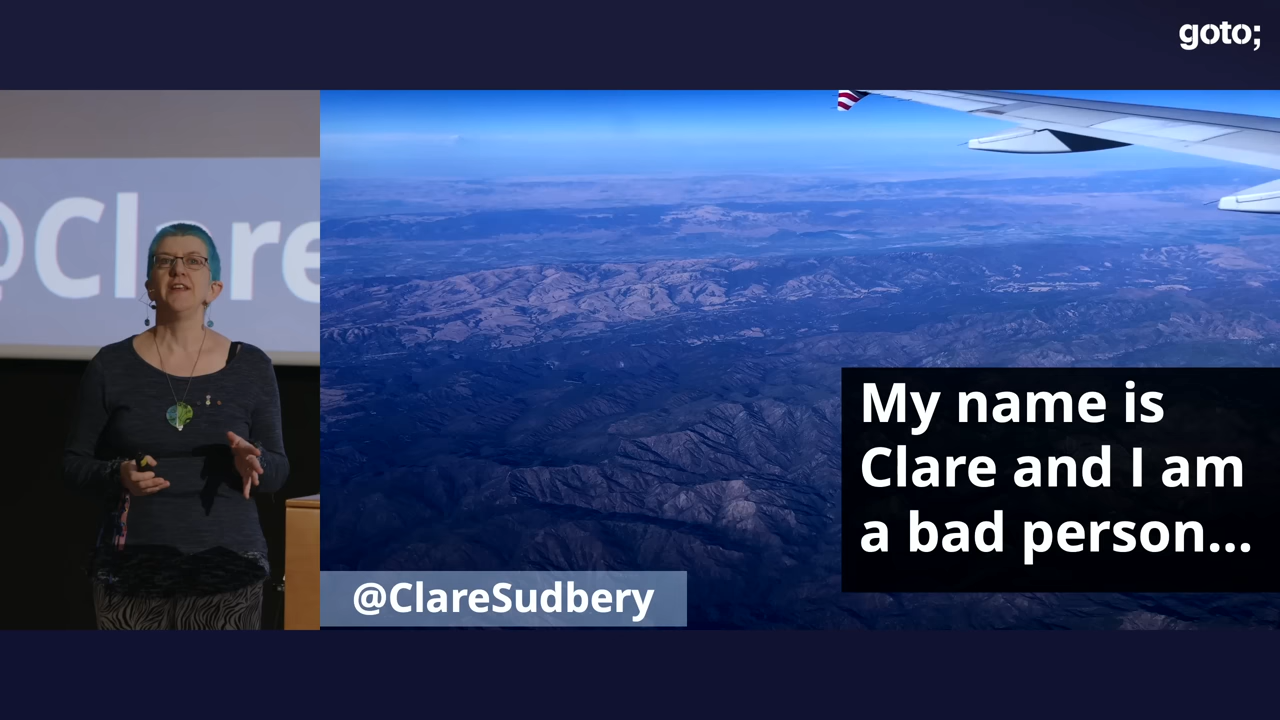 goto;
@Clare
My name is
Clare and I am
a bad person...
@ClareSudbery